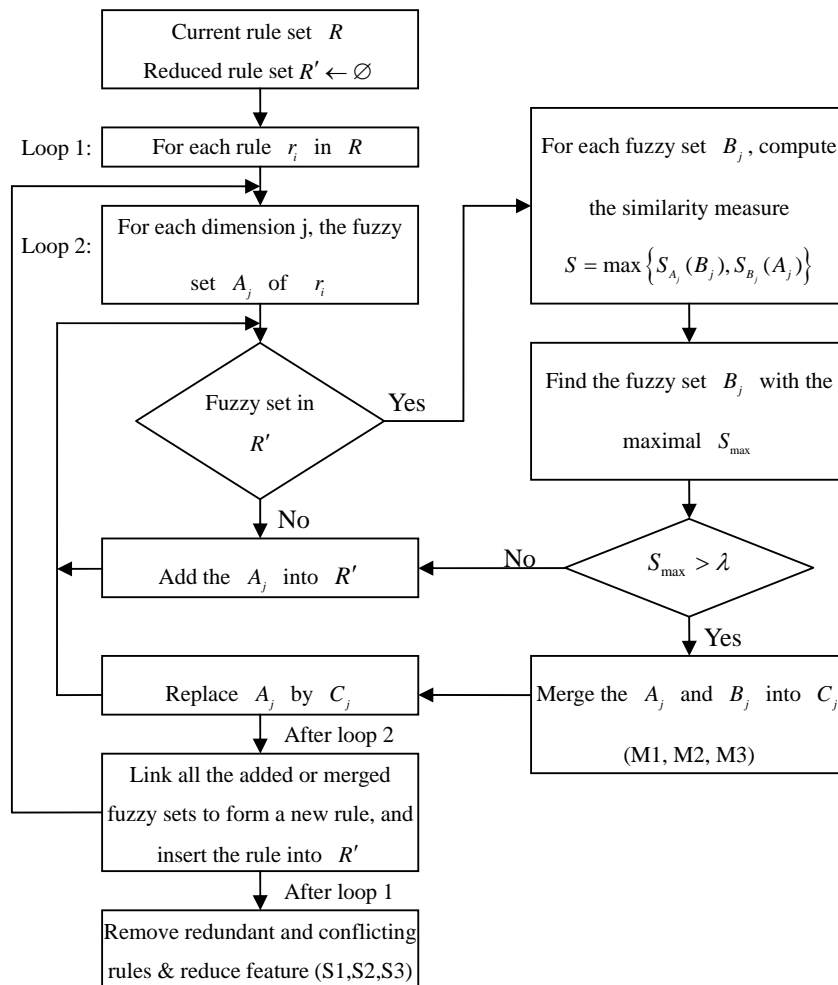 Current rule set R
Reduced rule set R′ ← ∅
Loop 1:
For each rule r_i in R
Loop 2:
For each dimension j, the fuzzy
set A_j of r_i
Fuzzy set in
R′
Yes
No
Add the A_j into R′
For each fuzzy set B_j , compute
the similarity measure
S = max{S_{A_j}(B_j), S_{B_j}(A_j)}
Find the fuzzy set B_j with the
maximal S_max
S_max > λ
No
Yes
Merge the A_j and B_j into C_j
(M1, M2, M3)
Replace A_j by C_j
After loop 2
Link all the added or merged
fuzzy sets to form a new rule, and
insert the rule into R′
After loop 1
Remove redundant and conflicting
rules & reduce feature (S1,S2,S3)